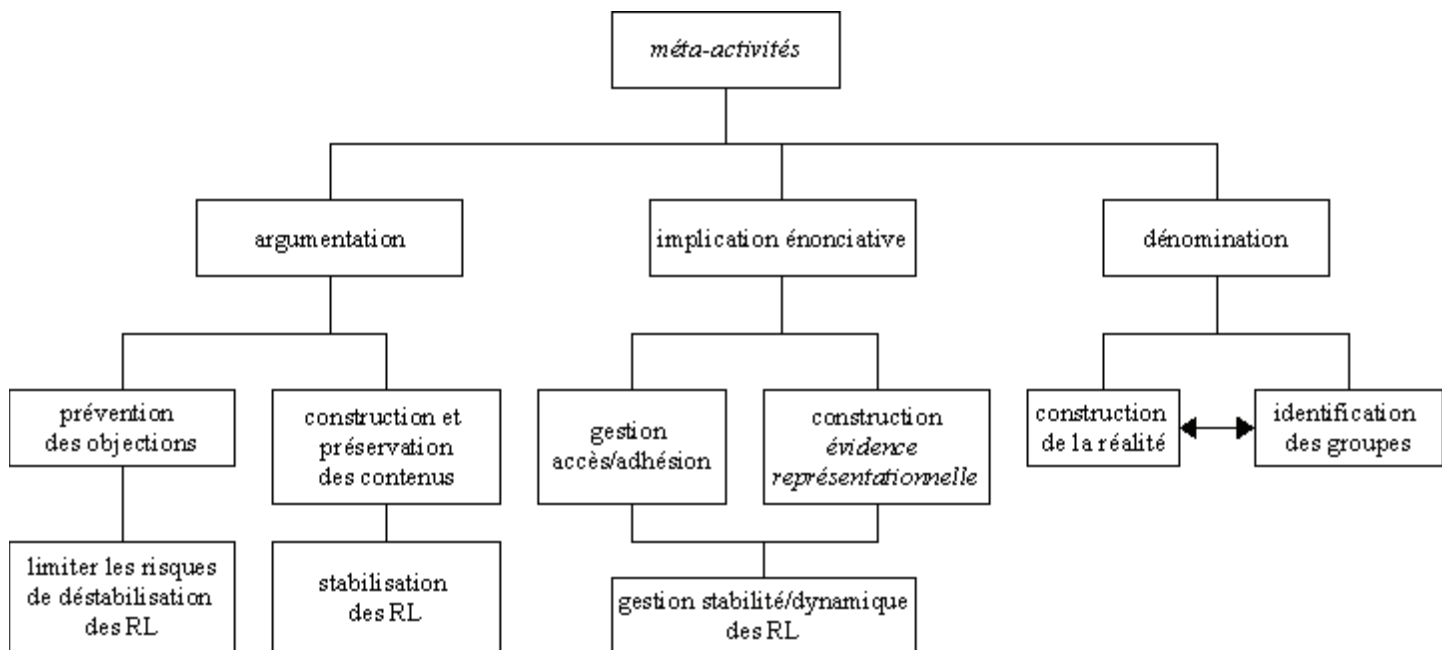 méta-activités
argumentation
implication énonciative
dénomination
prévention
des objections
construction et
préservation
des contenus
gestion
accès/adhésion
construction
évidence
représentationnelle
construction
de la réalité
identification
des groupes
limiter les risques
de déstabilisation
des RL
stabilisation
des RL
gestion stabilité/dynamique
des RL